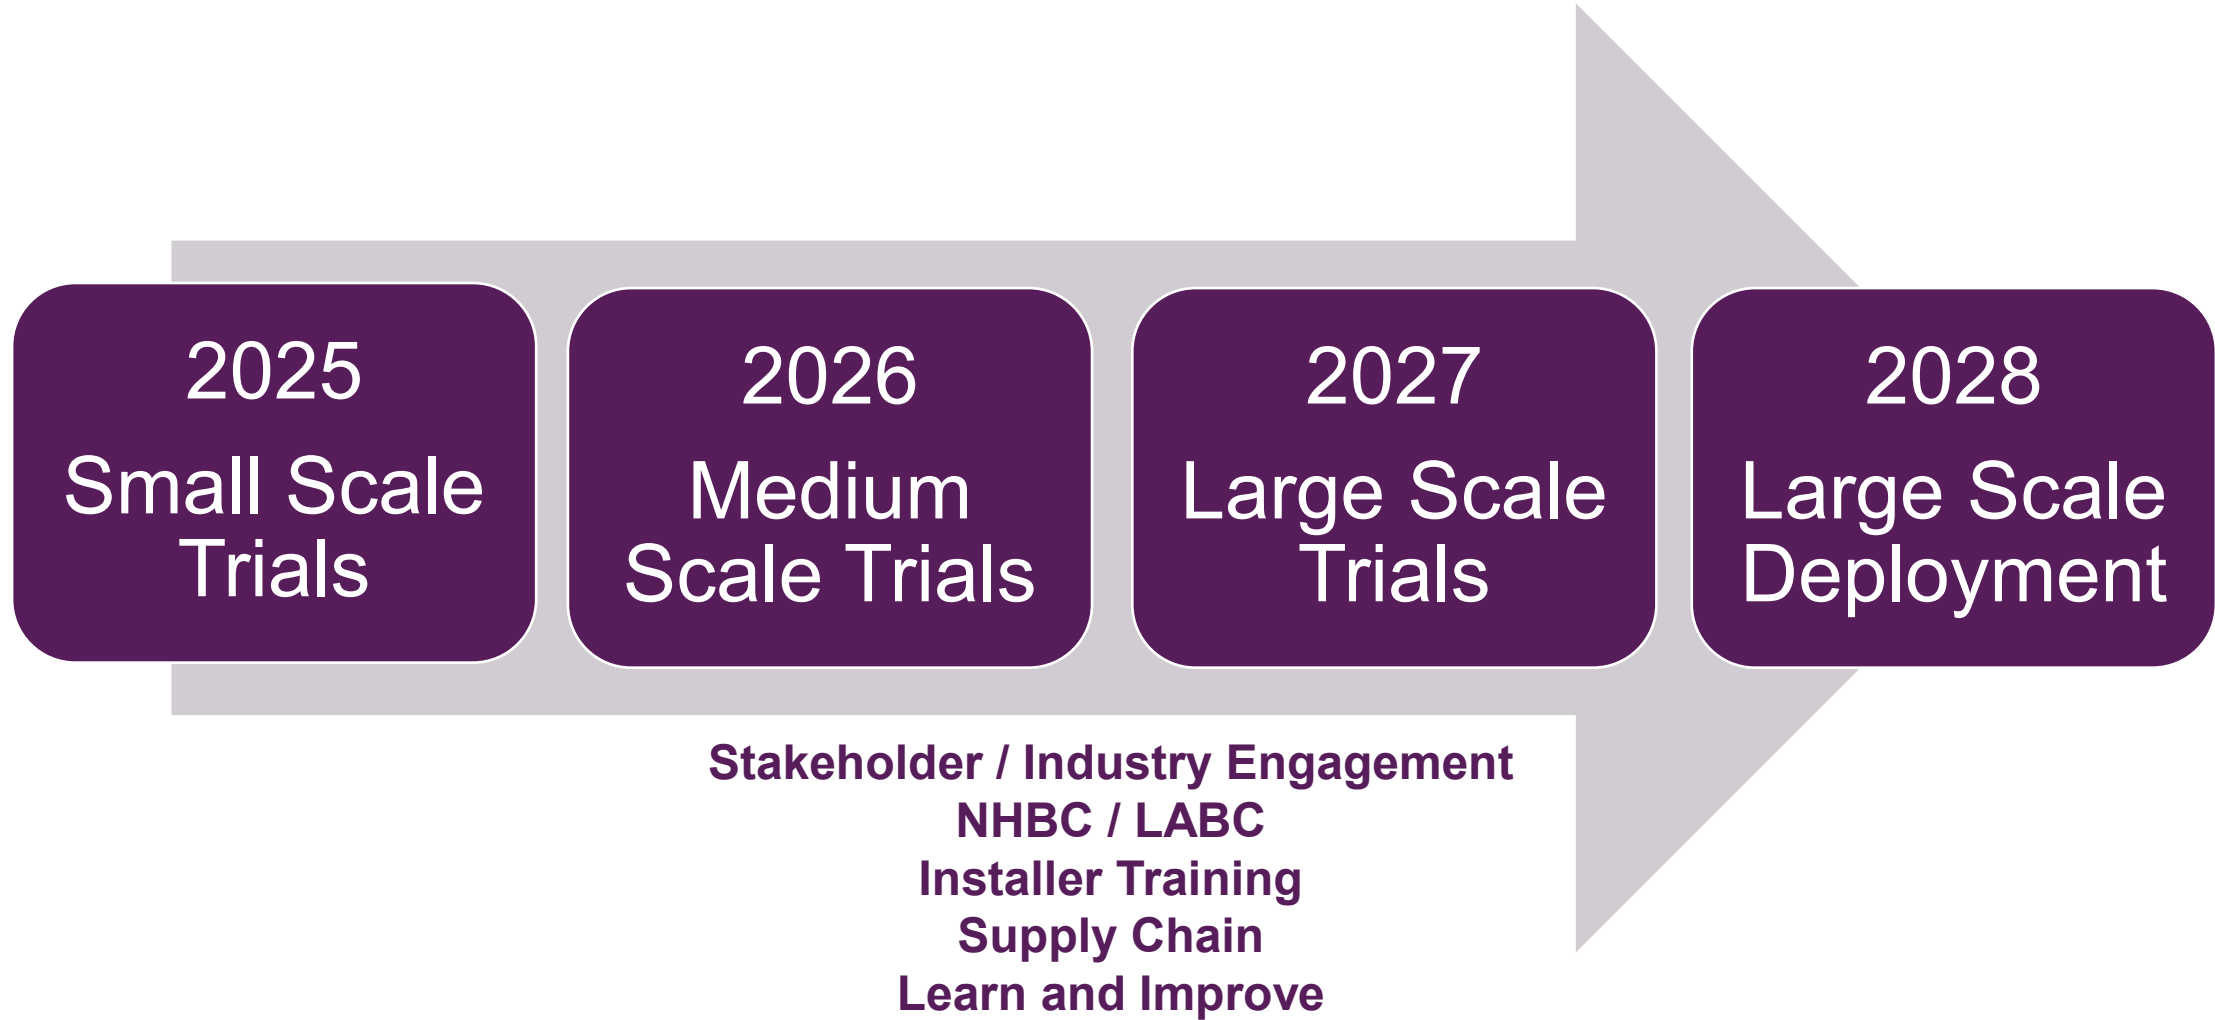 2025
Small Scale
Trials
2026
Medium
Scale Trials
2027
Large Scale
Trials
2028
Large Scale
Deployment
Stakeholder / Industry Engagement
NHBC / LABC
Installer Training
Supply Chain
Learn and Improve